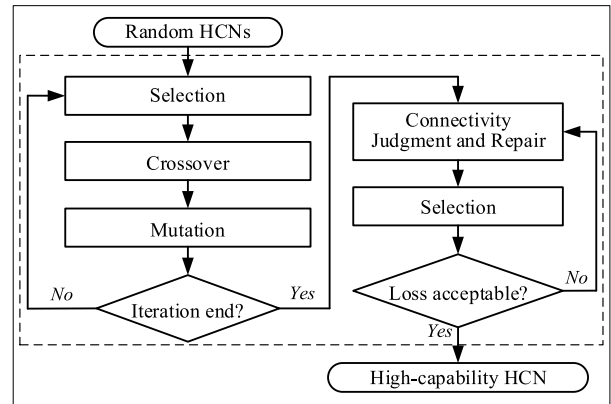 Random HCNs
Selection
Crossover
Mutation
Iteration end?
No
Yes
Connectivity
Judgment and Repair
Selection
Loss acceptable?
No
Yes
High-capability HCN